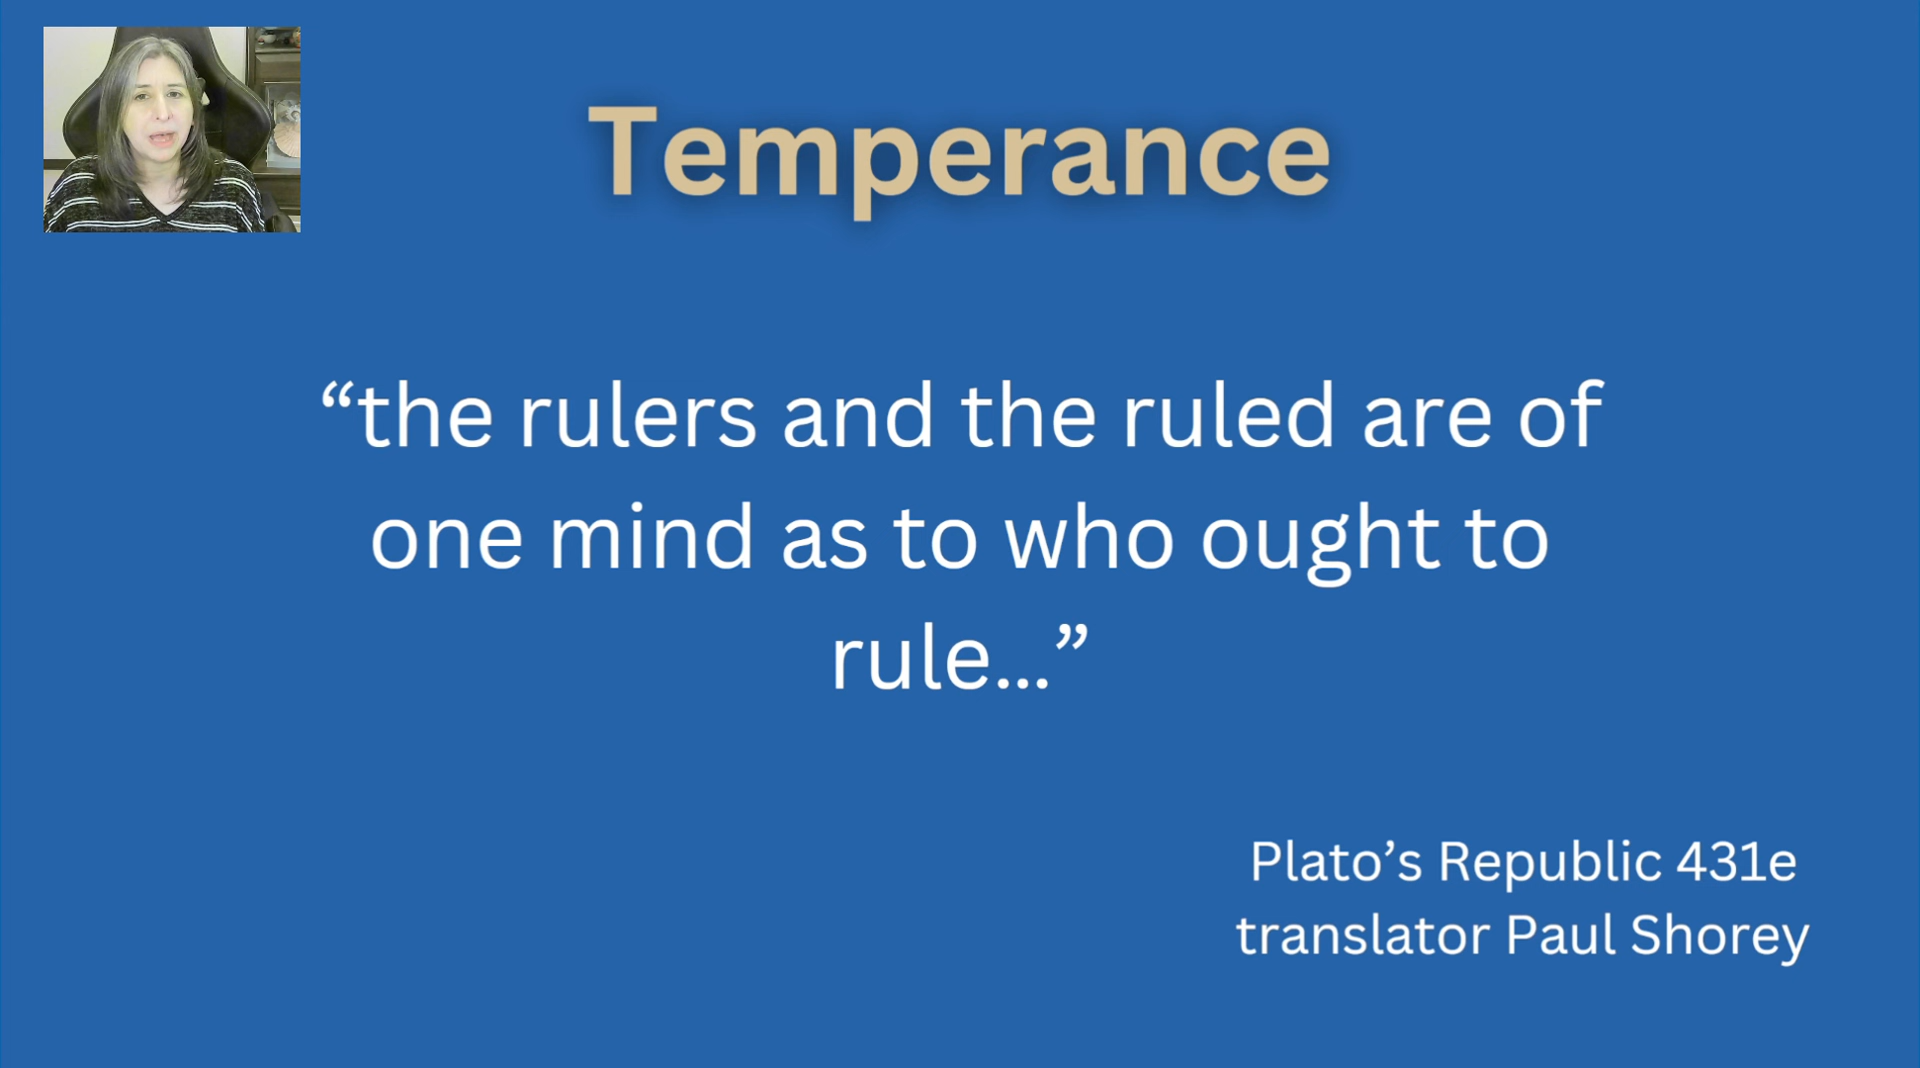 Temperance
“the rulers and the ruled are of
one mind as to who ought to
rule...”
Plato’s Republic 431e
translator Paul Shorey